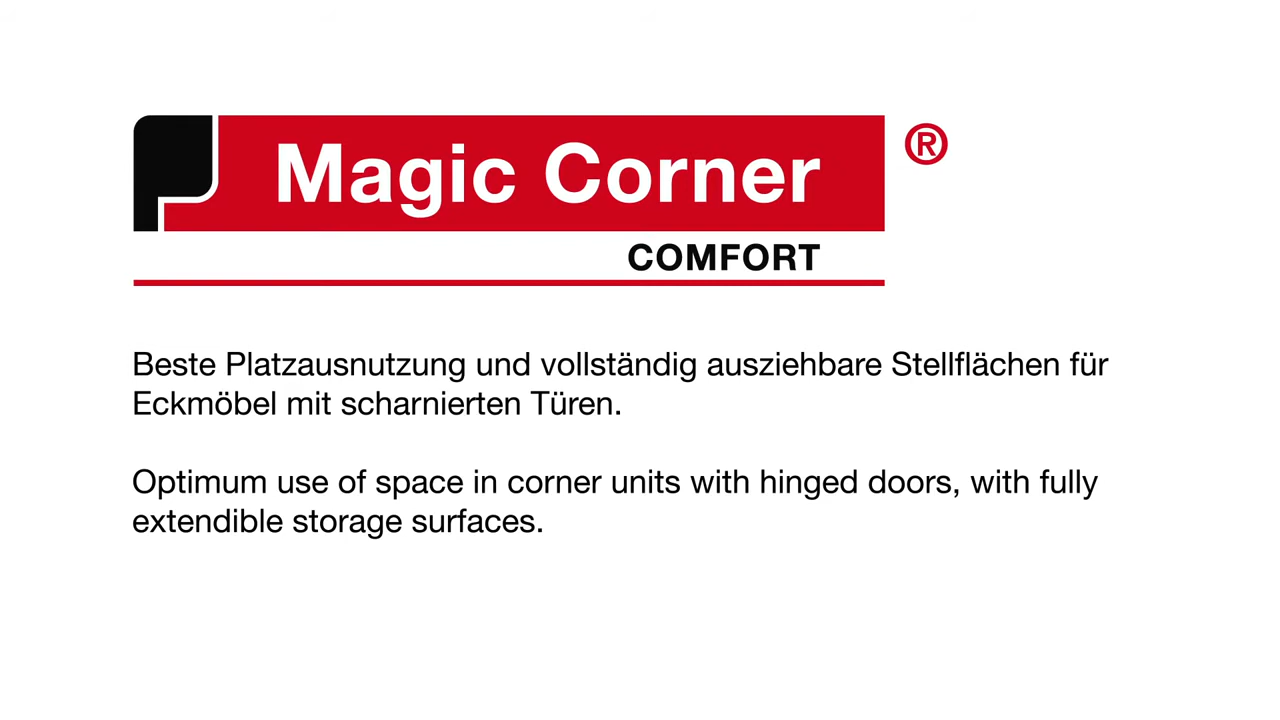 Magic Corner ®
COMFORT
Beste Platzausnutzung und vollständig ausziehbare Stellflächen für
Eckmöbel mit scharnierten Türen.
Optimum use of space in corner units with hinged doors, with fully
extendible storage surfaces.